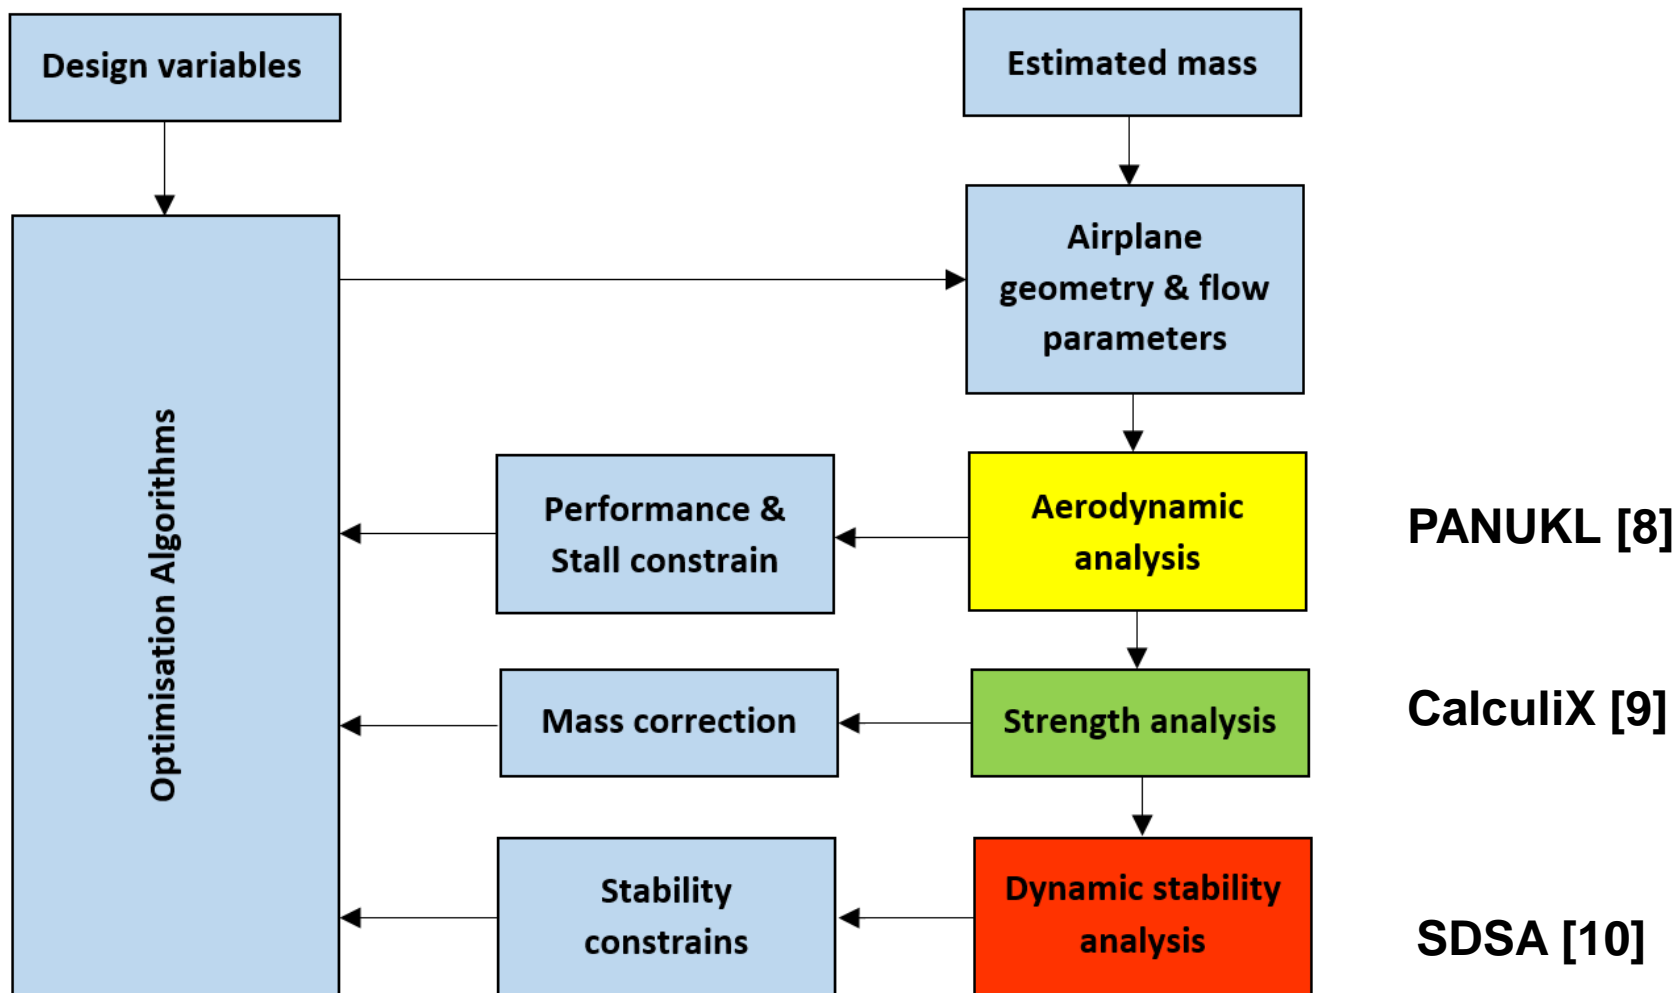 Design variables
Estimated mass
Airplane
geometry & flow
parameters
Optimisation Algorithms
Performance &
Stall constrain
Aerodynamic
analysis
PANUKL [8]
Mass correction
Strength analysis
CalculiX [9]
Stability
constrains
Dynamic stability
analysis
SDSA [10]